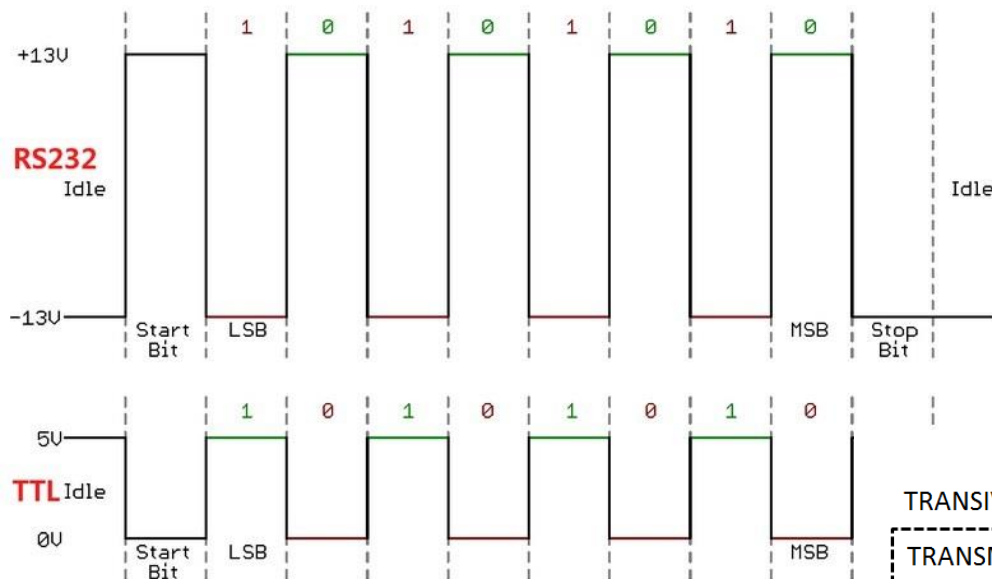 1 0 1 0 1 0 1 0
+13V
RS232
Idle
Idle
-13V
Start Bit
LSB
MSB
Stop Bit
1 0 1 0 1 0 1 0
5V
TTL Idle
0V
Start Bit
LSB
MSB